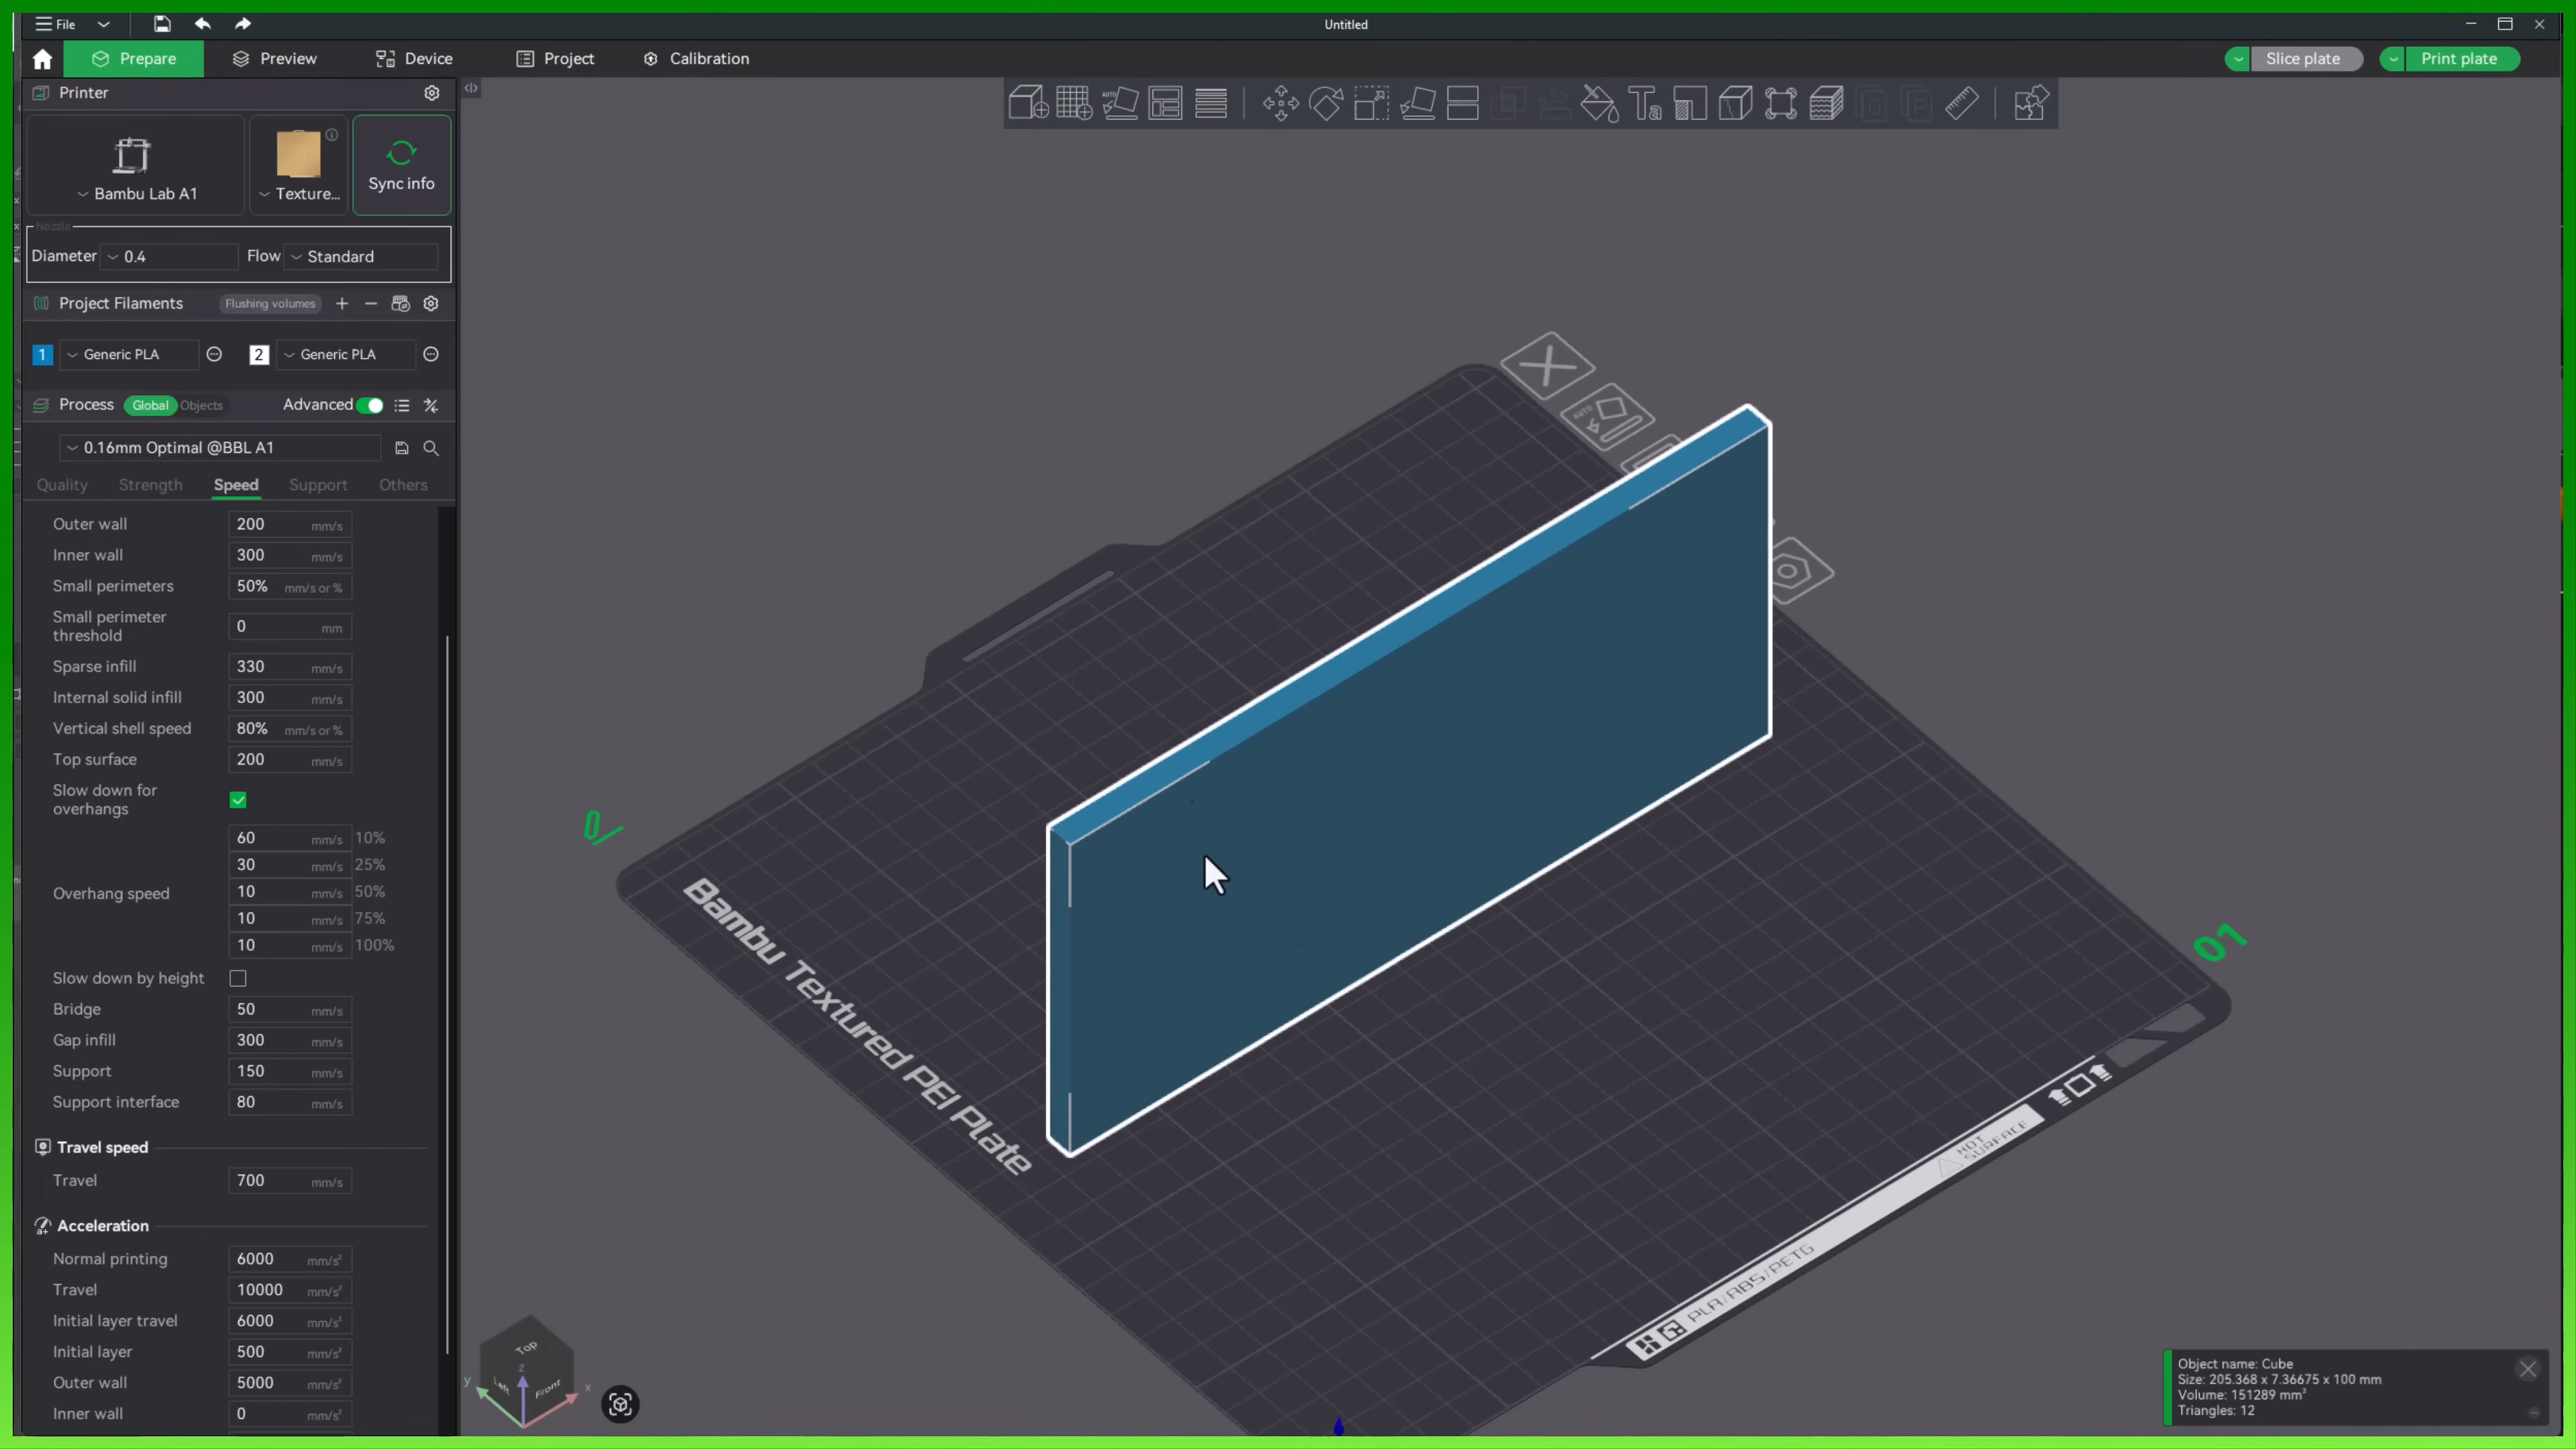 File
Untitled
Prepare
Preview
Device
Project
Calibration
Slice plate
Print plate
Printer
Bambu Lab A1
Texture...
Sync info
Nozzle
Diameter 0.4 Flow Standard
Project Filaments Flushing volumes
1 Generic PLA 2 Generic PLA
Process Global Objects Advanced
0.16mm Optimal @BBL A1
Quality Strength Speed Support Others
Outer wall 200 mm/s
Inner wall 300 mm/s
Small perimeters 50% mm/s or %
Small perimeter
threshold 0 mm
Sparse infill 330 mm/s
Internal solid infill 300 mm/s
Vertical shell speed 80% mm/s or %
Top surface 200 mm/s
Slow down for
overhangs
60 mm/s 10%
30 mm/s 25%
Overhang speed 10 mm/s 50%
10 mm/s 75%
10 mm/s 100%
Slow down by height
Bridge 50 mm/s
Gap infill 300 mm/s
Support 150 mm/s
Support interface 80 mm/s
Travel speed
Travel 700 mm/s
Acceleration
Normal printing 6000 mm/s²
Travel 10000 mm/s²
Initial layer travel 6000 mm/s²
Initial layer 500 mm/s²
Outer wall 5000 mm/s²
Inner wall 0 mm/s²
AUTO
Bambu Textured PEI Plate
01
HOT
SURFACE
PLA/ABS/PETG
Top
Left
Front
z
y
x
Object name: Cube
Size: 205.368 x 7.36675 x 100 mm
Volume: 151289 mm³
Triangles: 12